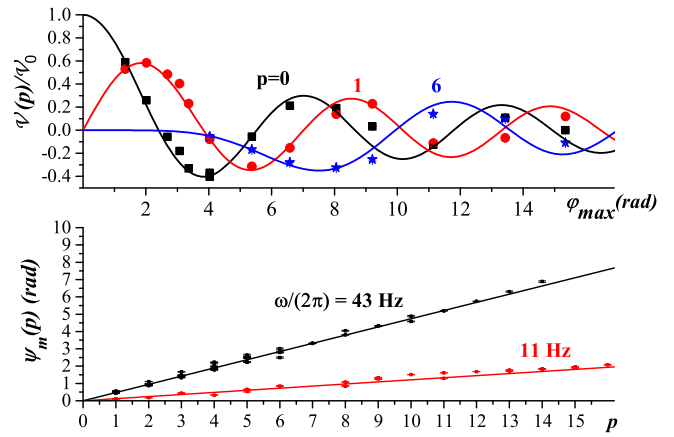 1.0
0.8
0.6
0.4
0.2
0.0
-0.2
-0.4
𝒱(p)/𝒱0
p=0
1
6
2 4 6 8 10 12 14
φmax(rad)
10
9
8
7
6
5
4
3
2
1
0
ψm(p) (rad)
ω/(2π) = 43 Hz
11 Hz
0 1 2 3 4 5 6 7 8 9 10 11 12 13 14 15 p